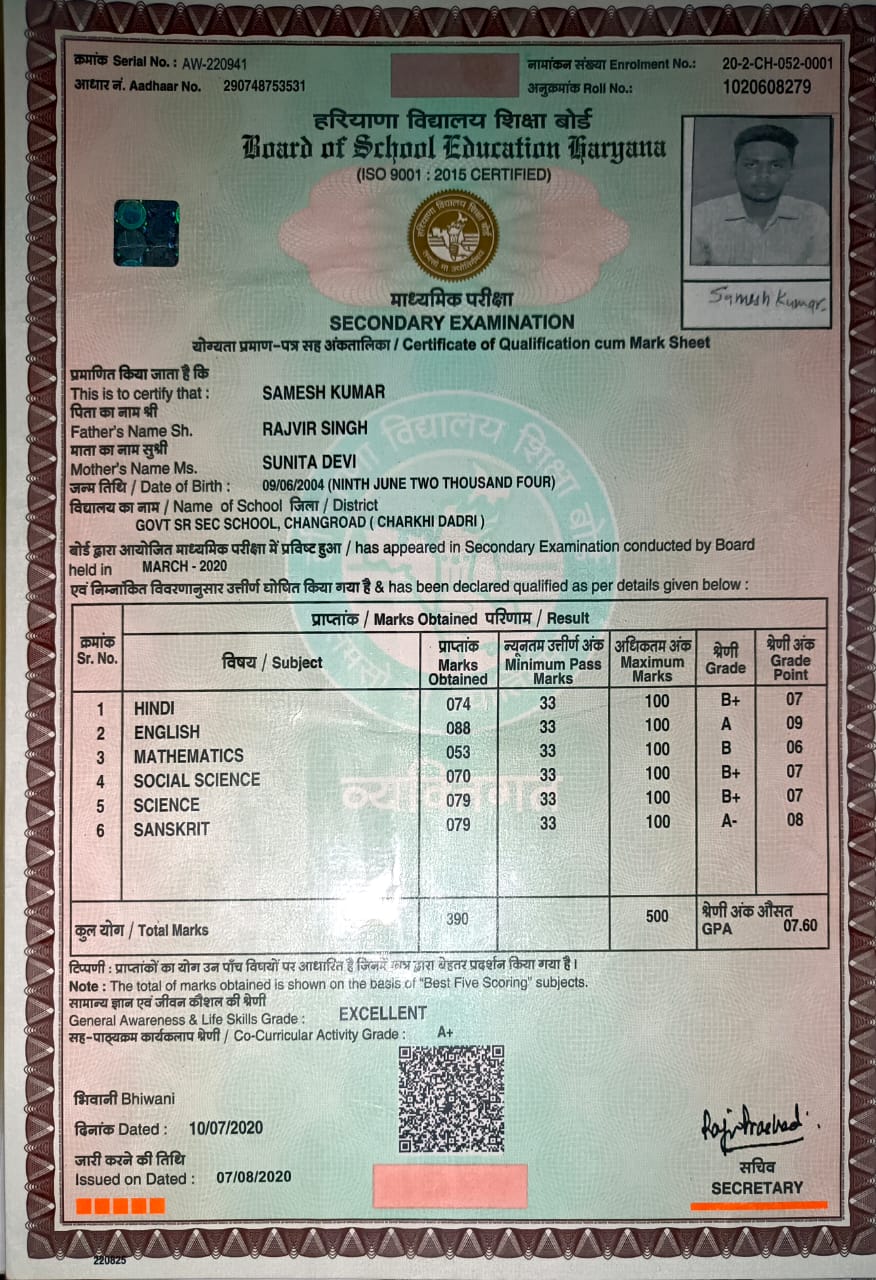 क्रमांक Serial No. : AW-220941
नामांकन संख्या Enrolment No.: 20-2-CH-052-0001
आधार नं. Aadhaar No. 290748753531
अनुक्रमांक Roll No.: 1020608279
हरियाणा विद्यालय शिक्षा बोर्ड
Board of School Education Haryana
(ISO 9001 : 2015 CERTIFIED)
हरियाणा विद्यालय शिक्षा बोर्ड
Samesh Kumar
माध्यमिक परीक्षा
SECONDARY EXAMINATION
योग्यता प्रमाण-पत्र सह अंकतालिका / Certificate of Qualification cum Mark Sheet
प्रमाणित किया जाता है कि
This is to certify that : SAMESH KUMAR
पिता का नाम श्री
Father's Name Sh. RAJVIR SINGH
माता का नाम सुश्री
Mother's Name Ms. SUNITA DEVI
जन्म तिथि / Date of Birth : 09/06/2004 (NINTH JUNE TWO THOUSAND FOUR)
विद्यालय का नाम / Name of School जिला / District
GOVT SR SEC SCHOOL, CHANGROAD ( CHARKHI DADRI )
बोर्ड द्वारा आयोजित माध्यमिक परीक्षा में प्रविष्ट हुआ / has appeared in Secondary Examination conducted by Board
held in MARCH - 2020
एवं निम्नांकित विवरणानुसार उत्तीर्ण घोषित किया गया है & has been declared qualified as per details given below :
क्रमांक Sr. No. प्राप्तांक / Marks Obtained परिणाम / Result
विषय / Subject प्राप्तांक Marks Obtained न्यूनतम उत्तीर्ण अंक Minimum Pass Marks अधिकतम अंक Maximum Marks श्रेणी Grade श्रेणी अंक Grade Point
1 HINDI 074 33 100 B+ 07
2 ENGLISH 088 33 100 A 09
3 MATHEMATICS 053 33 100 B 06
4 SOCIAL SCIENCE 070 33 100 B+ 07
5 SCIENCE 079 33 100 B+ 07
6 SANSKRIT 079 33 100 A- 08
व्यक्तिगत
कुल योग / Total Marks 390 500 श्रेणी अंक औसत GPA 07.60
टिप्पणी : प्राप्तांकों का योग उन पाँच विषयों पर आधारित है जिनमें छात्र द्वारा बेहतर प्रदर्शन किया गया है।
Note : The total of marks obtained is shown on the basis of "Best Five Scoring" subjects.
सामान्य ज्ञान एवं जीवन कौशल की श्रेणी
General Awareness & Life Skills Grade : EXCELLENT
सह-पाठ्यक्रम कार्यकलाप श्रेणी / Co-Curricular Activity Grade : A+
भिवानी Bhiwani
दिनांक Dated : 10/07/2020
जारी करने की तिथि
Issued on Dated : 07/08/2020
सचिव
SECRETARY
220825